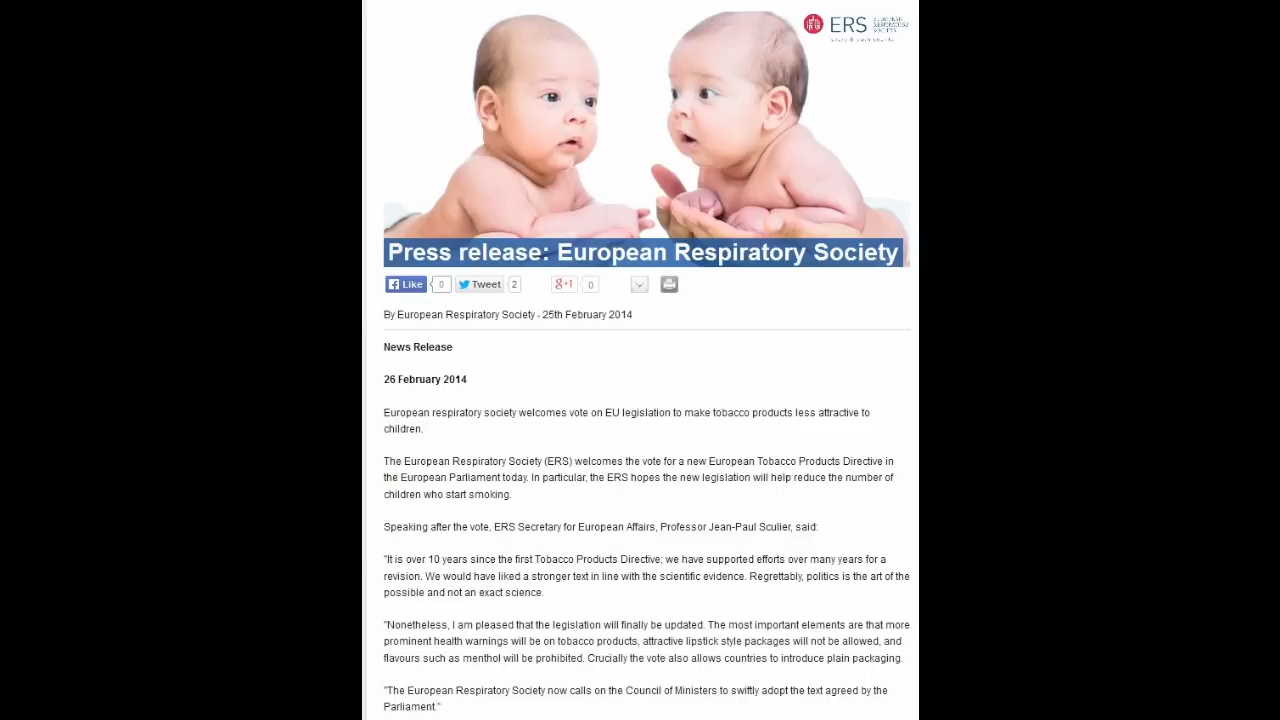 ERS
EUROPEAN
RESPIRATORY
SOCIETY
Press release: European Respiratory Society
Like 0 Tweet 2 g+1 0
By European Respiratory Society - 25th February 2014
News Release
26 February 2014
European respiratory society welcomes vote on EU legislation to make tobacco products less attractive to
children.
The European Respiratory Society (ERS) welcomes the vote for a new European Tobacco Products Directive in
the European Parliament today. In particular, the ERS hopes the new legislation will help reduce the number of
children who start smoking.
Speaking after the vote, ERS Secretary for European Affairs, Professor Jean-Paul Sculier, said:
"It is over 10 years since the first Tobacco Products Directive; we have supported efforts over many years for a
revision. We would have liked a stronger text in line with the scientific evidence. Regrettably, politics is the art of the
possible and not an exact science.
"Nonetheless, I am pleased that the legislation will finally be updated. The most important elements are that more
prominent health warnings will be on tobacco products, attractive lipstick style packages will not be allowed, and
flavours such as menthol will be prohibited. Crucially the vote also allows countries to introduce plain packaging.
"The European Respiratory Society now calls on the Council of Ministers to swiftly adopt the text agreed by the
Parliament."